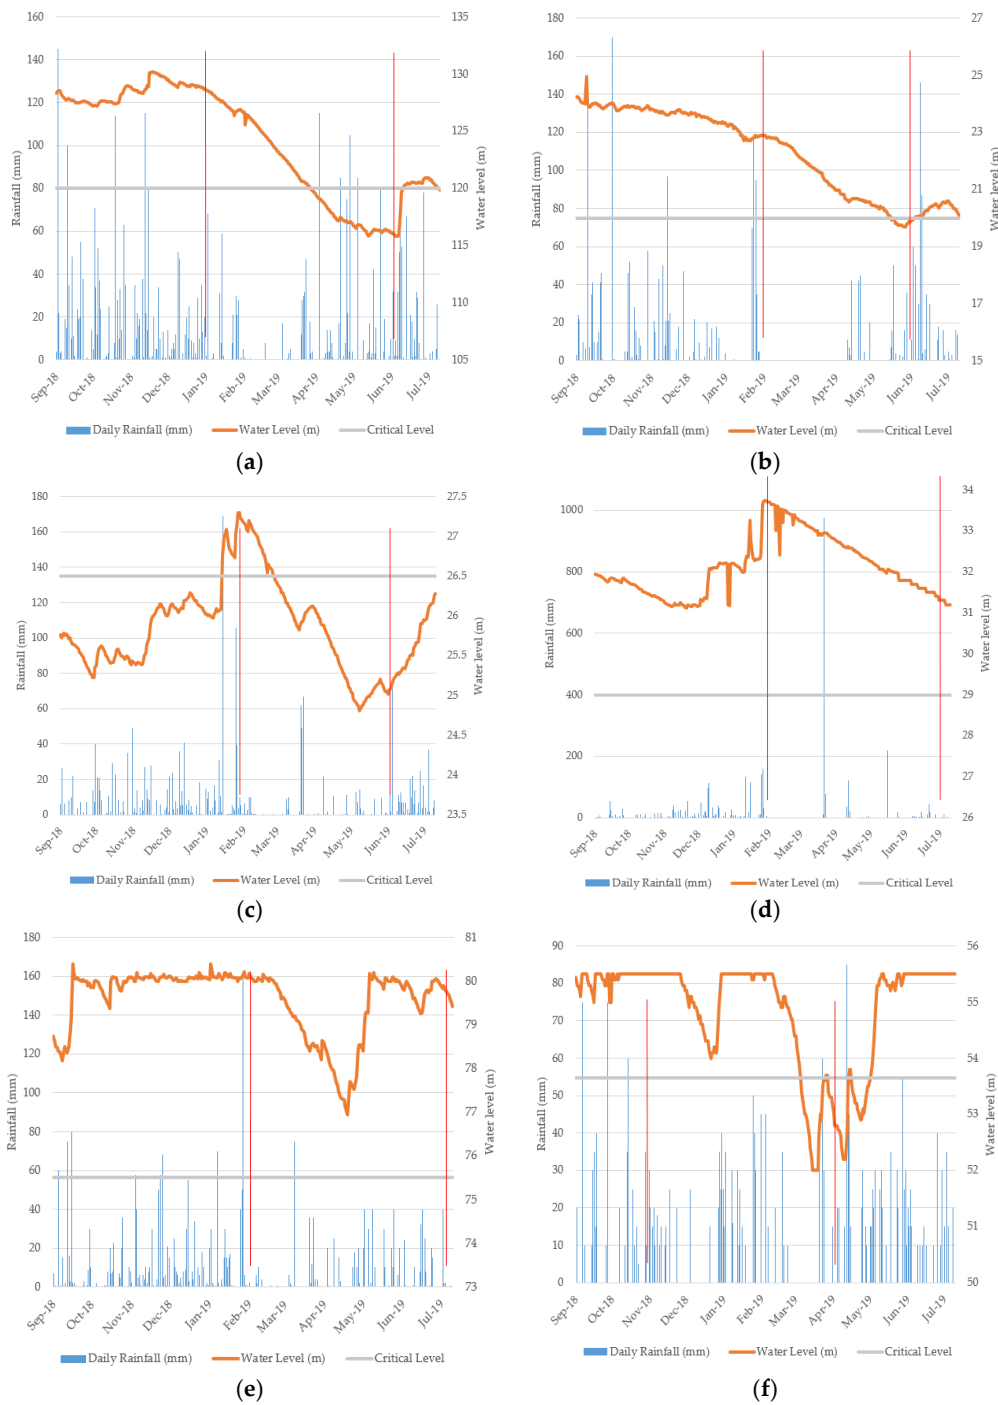 160 135
140 130
120 125
100
80 120
60 115
40 110
20
0 105
Rainfall (mm)
Water level (m)
Sep-18 Oct-18 Nov-18 Dec-18 Jan-19 Feb-19 Mar-19 Apr-19 May-19 Jun-19 Jul-19
Daily Rainfall (mm) Water Level (m) Critical Level
(a)
180 27
160 25
140
120 23
100 21
80
60 19
40 17
20
0 15
Rainfall (mm)
Water level (m)
Sep-18 Oct-18 Nov-18 Dec-18 Jan-19 Feb-19 Mar-19 Apr-19 May-19 Jun-19 Jul-19
Daily Rainfall (mm) Water Level (m) Critical Level
(b)
180 27.5
160 27
140 26.5
120 26
100 25.5
80 25
60 24.5
40 24
20
0 23.5
Rainfall (mm)
Water level (m)
Sep-18 Oct-18 Nov-18 Dec-18 Jan-19 Feb-19 Mar-19 Apr-19 May-19 Jun-19 Jul-19
Daily Rainfall (mm) Water Level (m) Critical Level
(c)
1000 34
33
800 32
31
600 30
400 29
28
200 27
0 26
Rainfall (mm)
Water level (m)
Sep-18 Oct-18 Nov-18 Dec-18 Jan-19 Feb-19 Mar-19 Apr-19 May-19 Jun-19 Jul-19
Daily Rainfall (mm) Water Level (m) Critical Level
(d)
180 81
160 80
140 79
120 78
100 77
80 76
60 75
40 74
20
0 73
Rainfall (mm)
Water level (m)
Sep-18 Oct-18 Nov-18 Dec-18 Jan-19 Feb-19 Mar-19 Apr-19 May-19 Jun-19 Jul-19
Daily Rainfall (mm) Water Level (m) Critical Level
(e)
90 56
80 55
70
60 54
50 53
40
30 52
20 51
10
0 50
Rainfall (mm)
Water level (m)
Sep-18 Oct-18 Nov-18 Dec-18 Jan-19 Feb-19 Mar-19 Apr-19 May-19 Jun-19 Jul-19
Daily Rainfall (mm) Water Level (m) Critical Level
(f)